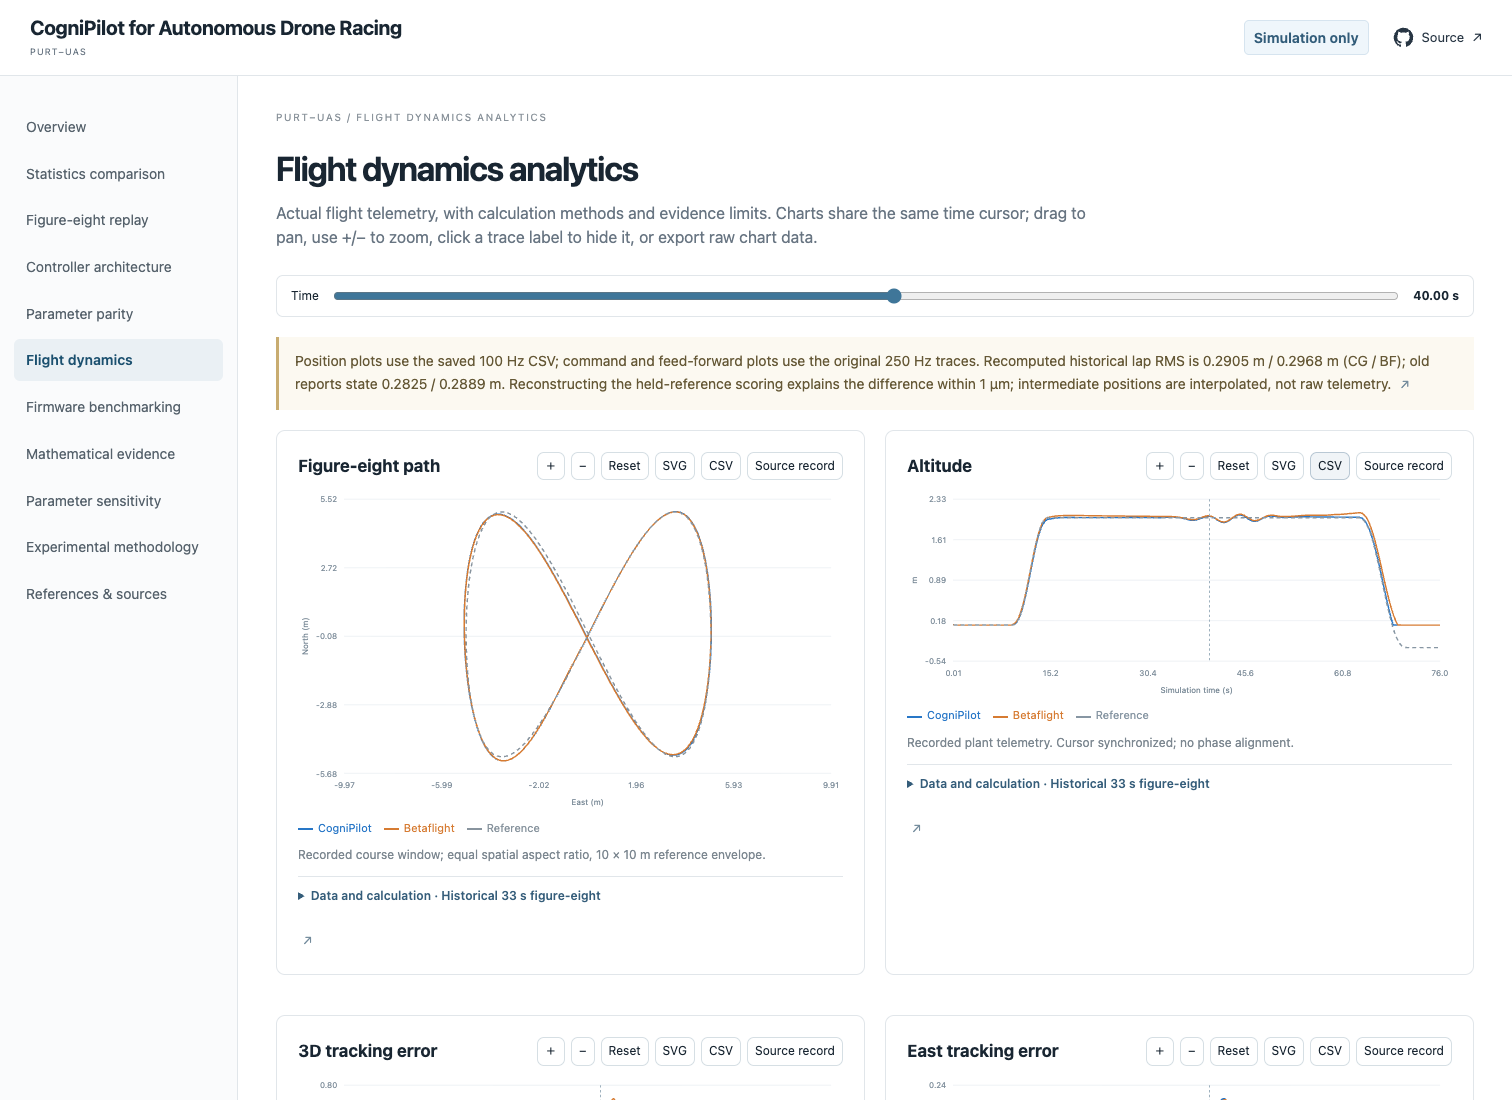 CogniPilot for Autonomous Drone Racing
PURT–UAS
Simulation only
Source ↗
Overview
Statistics comparison
Figure-eight replay
Controller architecture
Parameter parity
Flight dynamics
Firmware benchmarking
Mathematical evidence
Parameter sensitivity
Experimental methodology
References & sources
PURT–UAS / FLIGHT DYNAMICS ANALYTICS
Flight dynamics analytics
Actual flight telemetry, with calculation methods and evidence limits. Charts share the same time cursor; drag to
pan, use +/− to zoom, click a trace label to hide it, or export raw chart data.
Time
40.00 s
Position plots use the saved 100 Hz CSV; command and feed-forward plots use the original 250 Hz traces. Recomputed historical lap RMS is 0.2905 m / 0.2968 m (CG / BF); old
reports state 0.2825 / 0.2889 m. Reconstructing the held-reference scoring explains the difference within 1 μm; intermediate positions are interpolated, not raw telemetry. ↗
Figure-eight path
+ − Reset SVG CSV Source record
5.52
2.72
-0.08
-2.88
-5.68
North (m)
-9.97 -5.99 -2.02 1.96 5.93 9.91
East (m)
CogniPilot Betaflight Reference
Recorded course window; equal spatial aspect ratio, 10 × 10 m reference envelope.
Data and calculation · Historical 33 s figure-eight
↗
Altitude
+ − Reset SVG CSV Source record
2.33
1.61
0.89
0.18
-0.54
m
0.01 15.2 30.4 45.6 60.8 76.0
Simulation time (s)
CogniPilot Betaflight Reference
Recorded plant telemetry. Cursor synchronized; no phase alignment.
Data and calculation · Historical 33 s figure-eight
↗
3D tracking error
+ − Reset SVG CSV Source record
0.80
East tracking error
+ − Reset SVG CSV Source record
0.24